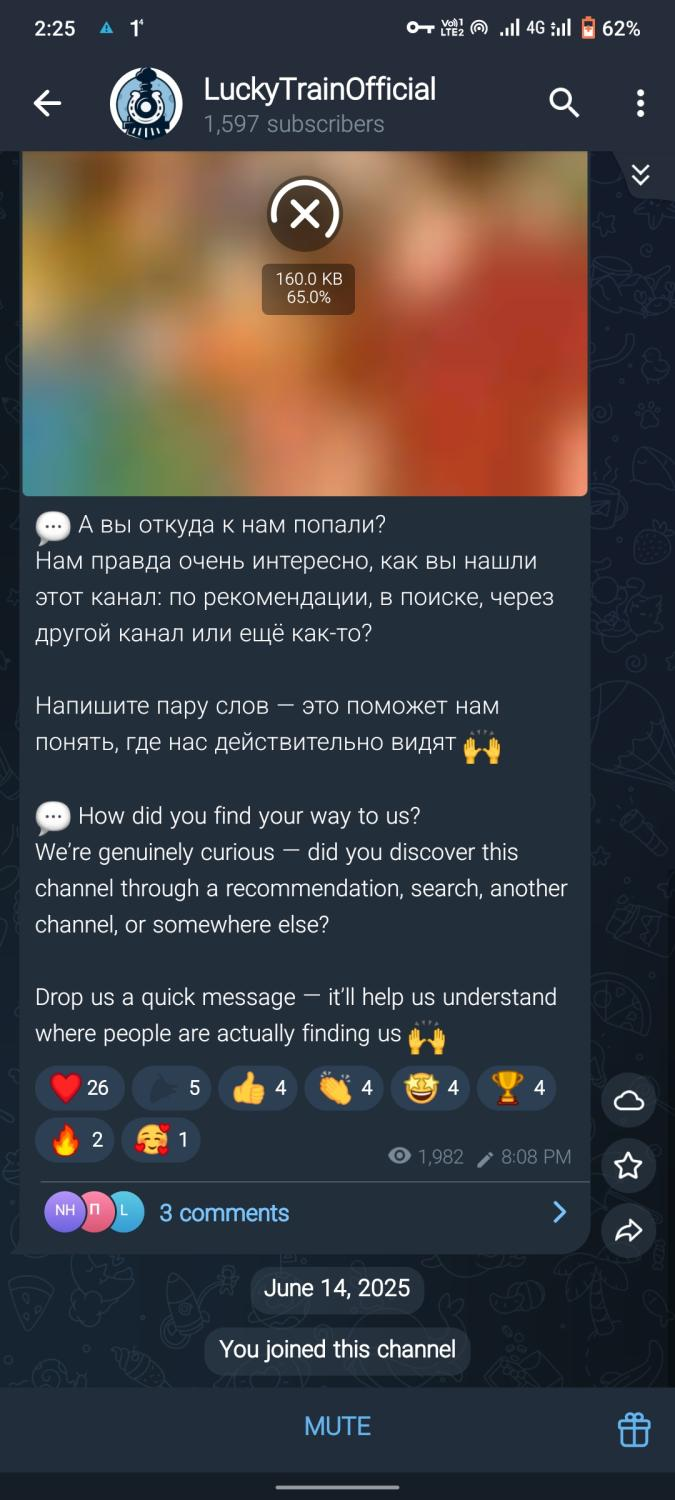 2:25
1⁴
Vo))1
LTE2
4G
62%
LuckyTrainOfficial
1,597 subscribers
160.0 KB
65.0%
💬 А вы откуда к нам попали?
Нам правда очень интересно, как вы нашли
этот канал: по рекомендации, в поиске, через
другой канал или ещё как-то?
Напишите пару слов — это поможет нам
понять, где нас действительно видят 🙌
💬 How did you find your way to us?
We’re genuinely curious — did you discover this
channel through a recommendation, search, another
channel, or somewhere else?
Drop us a quick message — it’ll help us understand
where people are actually finding us 🙌
❤️ 26 5 👍 4 👏 4 🤩 4 🏆 4
🔥 2 🥰 1
1,982 8:08 PM
NH П L 3 comments
June 14, 2025
You joined this channel
MUTE